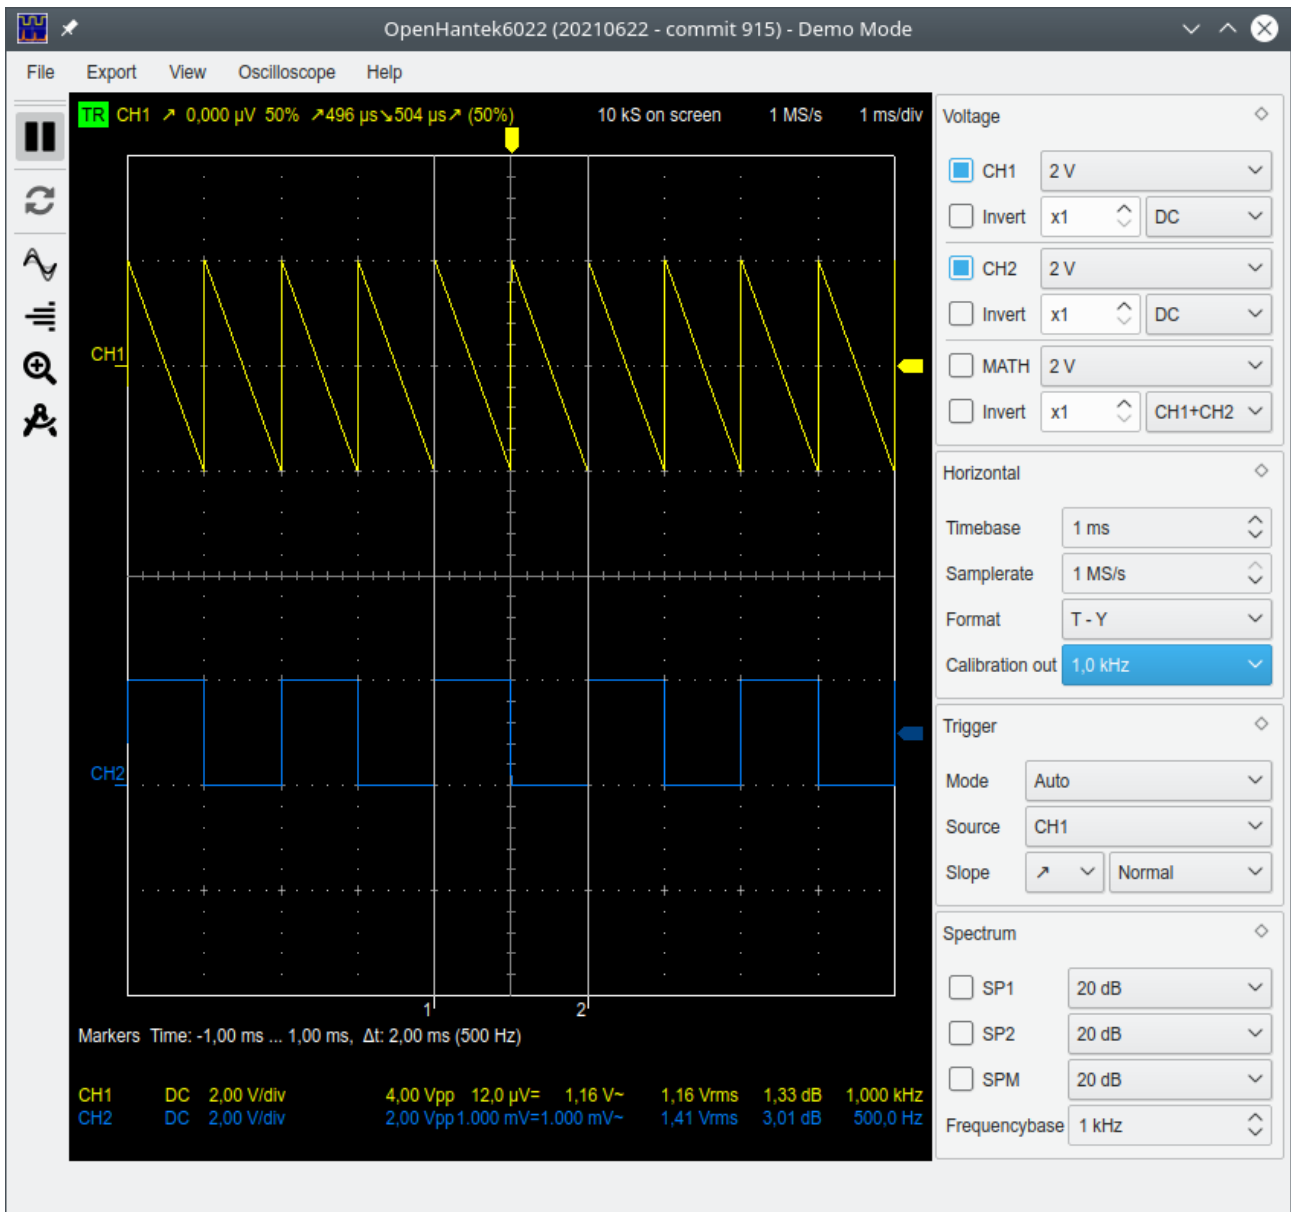 OpenHantek6022 (20210622 - commit 915) - Demo Mode
File Export View Oscilloscope Help
TR CH1 ↗ 0,000 µV 50% ↗496 µs↘504 µs↗ (50%) 10 kS on screen 1 MS/s 1 ms/div
CH1
CH2
1 2
Markers Time: -1,00 ms ... 1,00 ms, Δt: 2,00 ms (500 Hz)
CH1 DC 2,00 V/div 4,00 Vpp 12,0 µV= 1,16 V~ 1,16 Vrms 1,33 dB 1,000 kHz
CH2 DC 2,00 V/div 2,00 Vpp 1.000 mV=1.000 mV~ 1,41 Vrms 3,01 dB 500,0 Hz
Voltage
CH1 2 V
Invert x1 DC
CH2 2 V
Invert x1 DC
MATH 2 V
Invert x1 CH1+CH2
Horizontal
Timebase 1 ms
Samplerate 1 MS/s
Format T - Y
Calibration out 1,0 kHz
Trigger
Mode Auto
Source CH1
Slope ↗ Normal
Spectrum
SP1 20 dB
SP2 20 dB
SPM 20 dB
Frequencybase 1 kHz